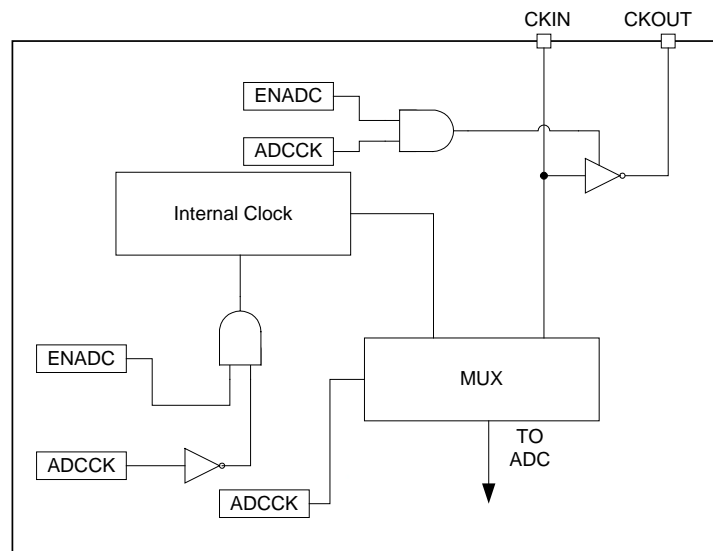 CKIN CKOUT
ENADC
ADCCK
Internal Clock
ENADC
MUX
TO
ADC
ADCCK
ADCCK